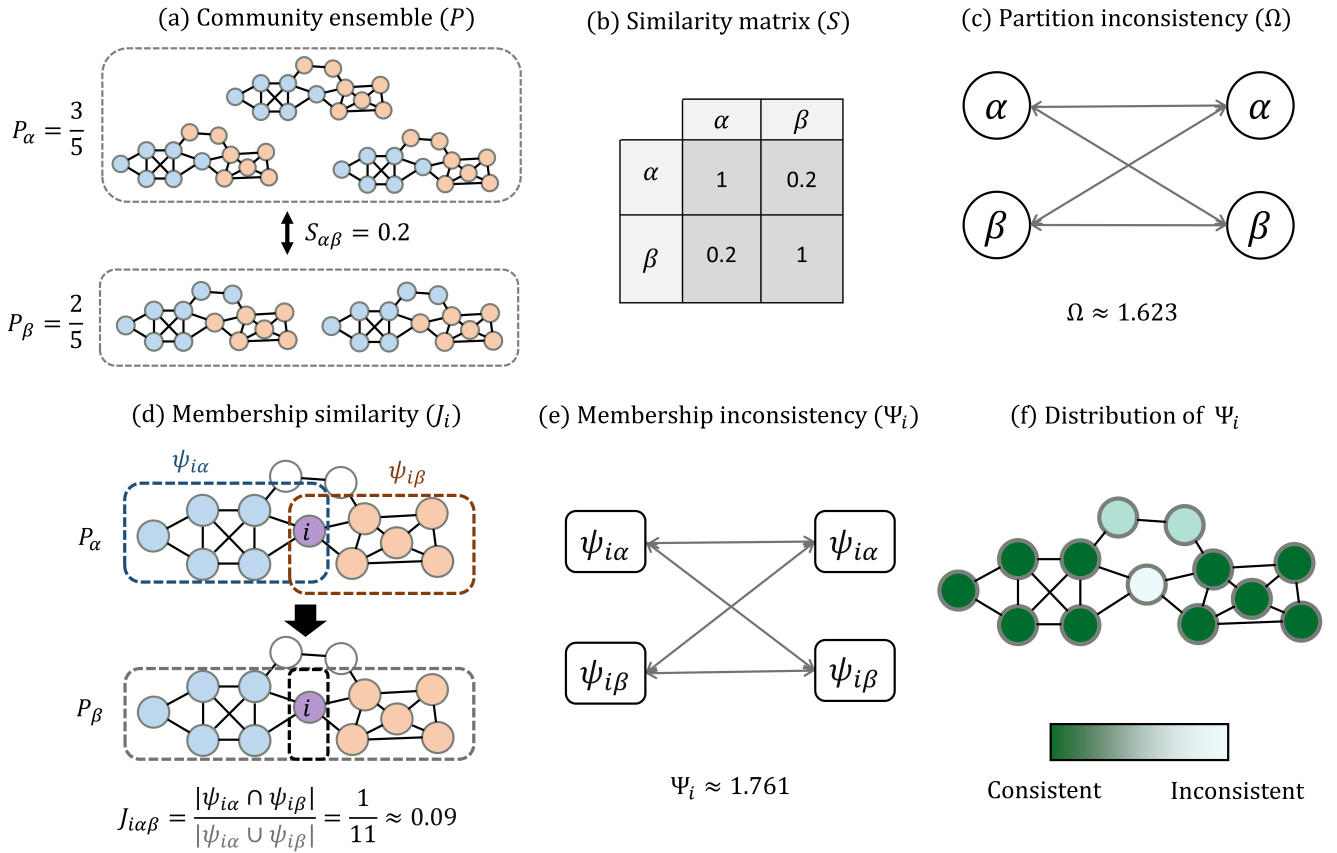 (a) Community ensemble (P)
P_α = 3/5
S_αβ = 0.2
P_β = 2/5
(b) Similarity matrix (S)
α β
α 1 0.2
β 0.2 1
(c) Partition inconsistency (Ω)
α α
β β
Ω ≈ 1.623
(d) Membership similarity (J_i)
ψ_iα ψ_iβ
P_α i
P_β i
J_iαβ = |ψ_iα ∩ ψ_iβ| / |ψ_iα ∪ ψ_iβ| = 1/11 ≈ 0.09
(e) Membership inconsistency (Ψ_i)
ψ_iα ψ_iα
ψ_iβ ψ_iβ
Ψ_i ≈ 1.761
(f) Distribution of Ψ_i
Consistent Inconsistent